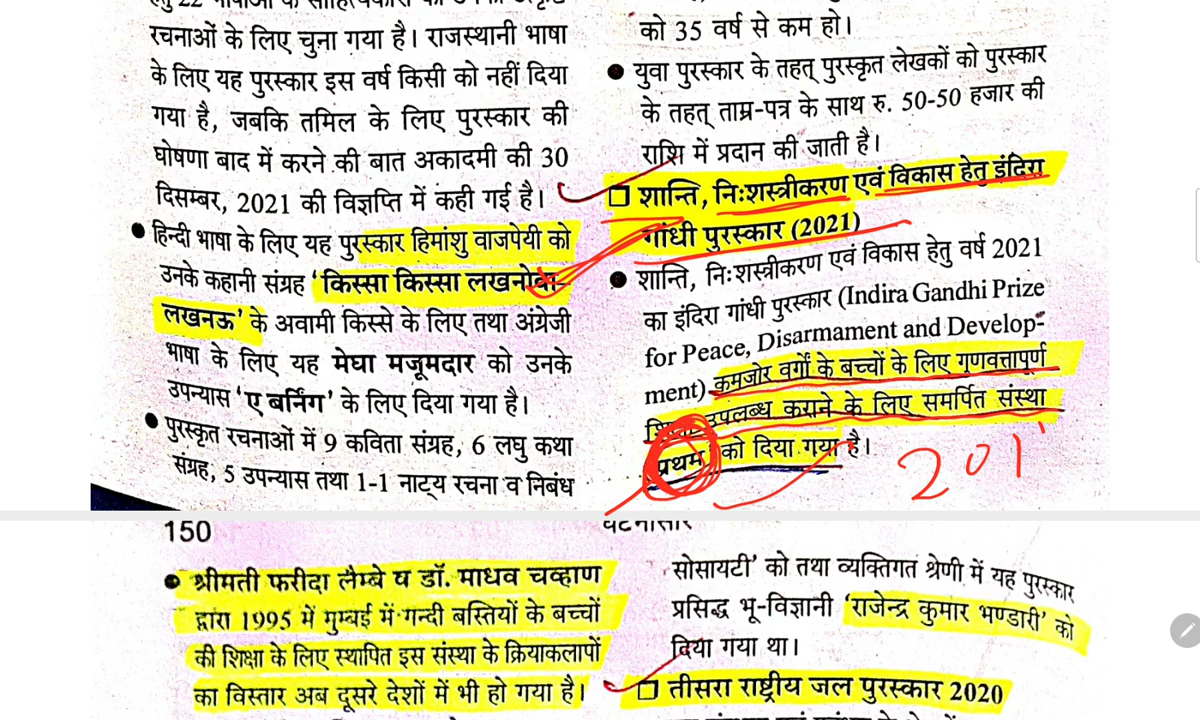 रचनाओं के लिए चुना गया है। राजस्थानी भाषा
के लिए यह पुरस्कार इस वर्ष किसी को नहीं दिया
गया है, जबकि तमिल के लिए पुरस्कार की
घोषणा बाद में करने की बात अकादमी की 30
दिसम्बर, 2021 की विज्ञप्ति में कही गई है।
● हिन्दी भाषा के लिए यह पुरस्कार हिमांशु वाजपेयी को
उनके कहानी संग्रह ‘किस्सा किस्सा लखनौवा
लखनऊ’ के अवामी किस्से के लिए तथा अंग्रेजी
भाषा के लिए यह मेघा मजूमदार को उनके
उपन्यास ‘ए बर्निंग’ के लिए दिया गया है।
● पुरस्कृत रचनाओं में 9 कविता संग्रह, 6 लघु कथा
संग्रह, 5 उपन्यास तथा 1-1 नाट्य रचना व निबंध
को 35 वर्ष से कम हो।
● युवा पुरस्कार के तहत् पुरस्कृत लेखकों को पुरस्कार
के तहत् ताम्र-पत्र के साथ रु. 50-50 हजार की
राशि में प्रदान की जाती है।
❑ शान्ति, निःशस्त्रीकरण एवं विकास हेतु इंदिरा
गांधी पुरस्कार (2021)
● शान्ति, निःशस्त्रीकरण एवं विकास हेतु वर्ष 2021
का इंदिरा गांधी पुरस्कार (Indira Gandhi Prize
for Peace, Disarmament and Develop-
ment) कमजोर वर्गों के बच्चों के लिए गुणवत्तापूर्ण
उपलब्ध कराने के लिए समर्पित संस्था
प्रथम’ को दिया गया है।
201
150
घटनासार
● श्रीमती फरीदा लैम्बे व डॉ. माधव चव्हाण
द्वारा 1995 में मुम्बई में गन्दी बस्तियों के बच्चों
की शिक्षा के लिए स्थापित इस संस्था के क्रियाकलापों
का विस्तार अब दूसरे देशों में भी हो गया है।
सोसायटी’ को तथा व्यक्तिगत श्रेणी में यह पुरस्कार
प्रसिद्ध भू-विज्ञानी ‘राजेन्द्र कुमार भण्डारी’ को
दिया गया था।
❑ तीसरा राष्ट्रीय जल पुरस्कार 2020